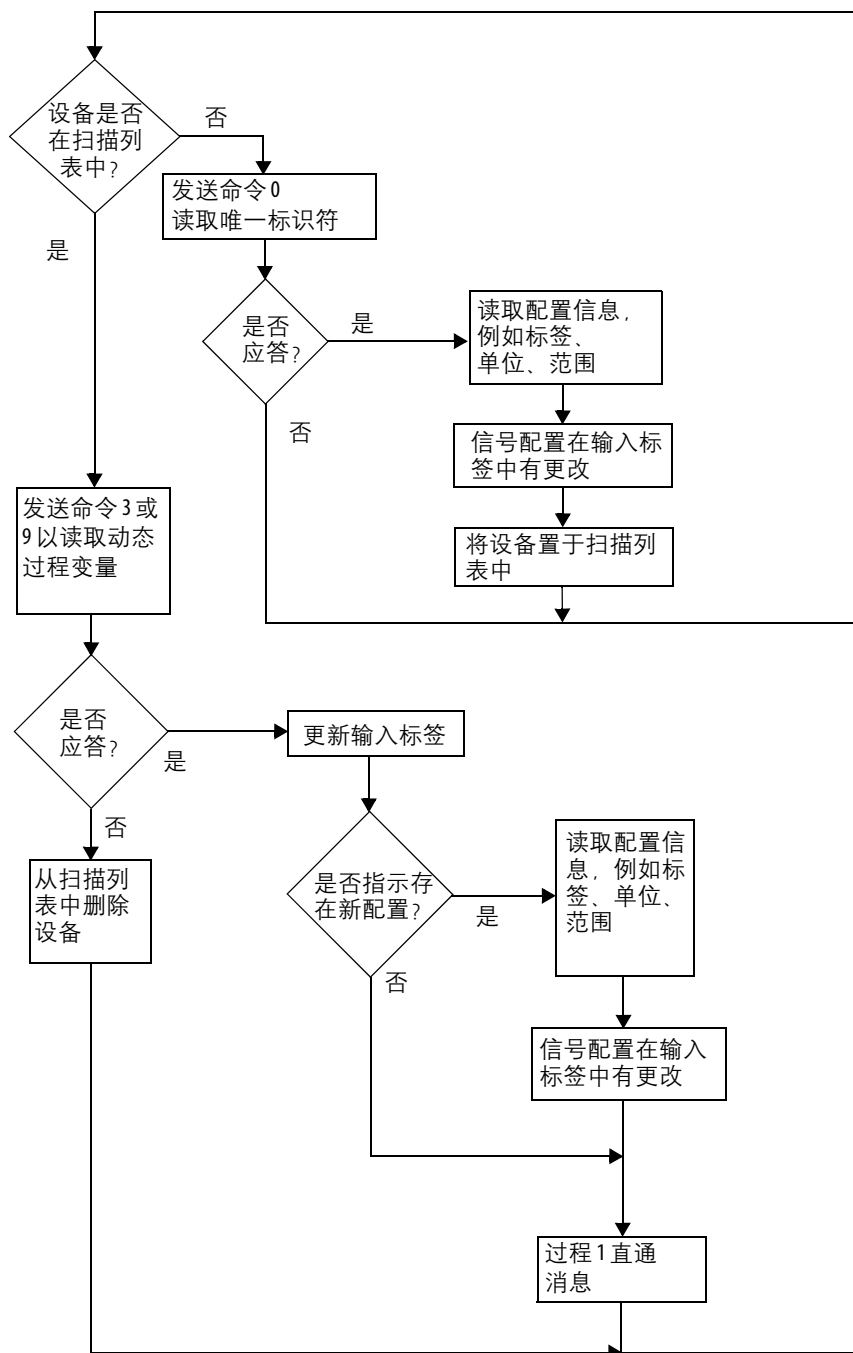 设备是否
在扫描列
表中?
否
发送命令0
读取唯一标识符
是
是否
应答?
是
读取配置信息,
例如标签、
单位、范围
否
信号配置在输入标
签中有更改
发送命令3或
9以读取动态
过程变量
将设备置于扫描列
表中
是否
应答?
是
更新输入标签
否
从扫描列
表中删除
设备
是否指示存
在新配置?
是
读取配置信
息,例如标
签、单位、
范围
否
信号配置在输入
标签中有更改
过程1直通
消息